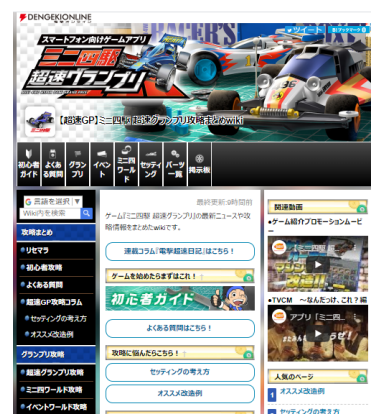 DENGEKIONLINE
スマートフォン向けゲームアプリ
ツイート
ミニ四駆
超速グランプリ
【超速GP】ミニ四駆 超速グランプリ攻略まとめwiki
初心者ガイド
よくある質問
グランプリ
イベント
ミニ四ワールド
セッティング
パーツ一覧
掲示板
G 言語を選択 ▼
Wiki内を検索
攻略まとめ
リセマラ
初心者攻略
よくある質問
超速GP攻略コラム
セッティングの考え方
オススメ改造例
グランプリ攻略
超速グランプリ攻略
ミニ四ワールド攻略
イベントワールド攻略
最終更新:9時間前
ゲーム『ミニ四駆 超速グランプリ』の最新ニュースや攻
略情報をまとめたwikiです。
連載コラム『電撃超速日記』はこちら!
ゲームを始めたらまずはこれ! †
初心者ガイド
よくある質問はこちら!
攻略に悩んだらこちら! †
セッティングの考え方
オススメ改造例
関連動画
●ゲーム紹介プロモーションムービ
ー
●TVCM ～なんだっけ、これ?編
アプリ「ミニ四...
人気のページ
1 オススメ改造例
セッティングの考え方